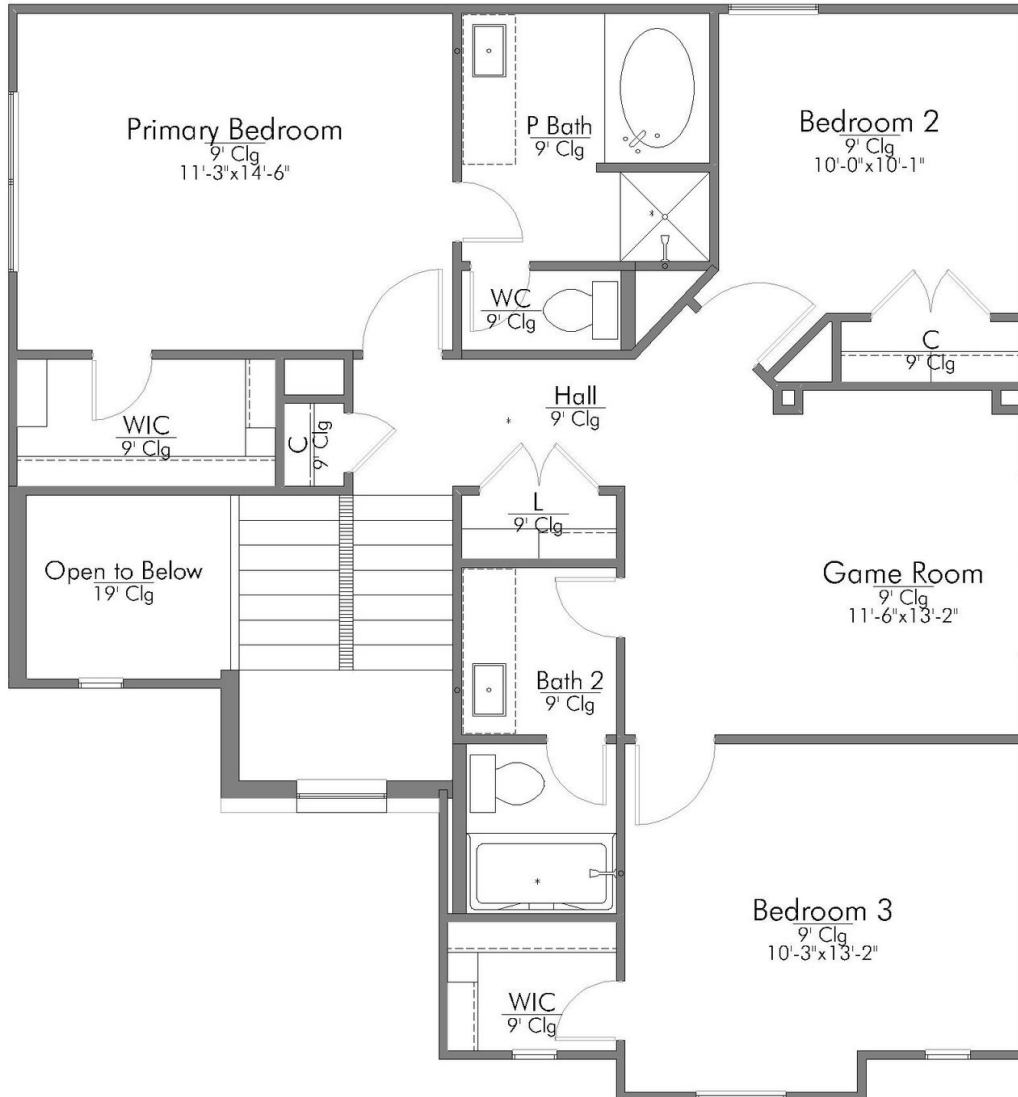 Primary Bedroom
9' Clg
11'-3"x14'-6"
P Bath
9' Clg
Bedroom 2
9' Clg
10'-0"x10'-1"
WC
9' Clg
C
9' Clg
WIC
9' Clg
C
9' Clg
Hall
9' Clg
L
9' Clg
Open to Below
19' Clg
Game Room
9' Clg
11'-6"x13'-2"
Bath 2
9' Clg
Bedroom 3
9' Clg
10'-3"x13'-2"
WIC
9' Clg